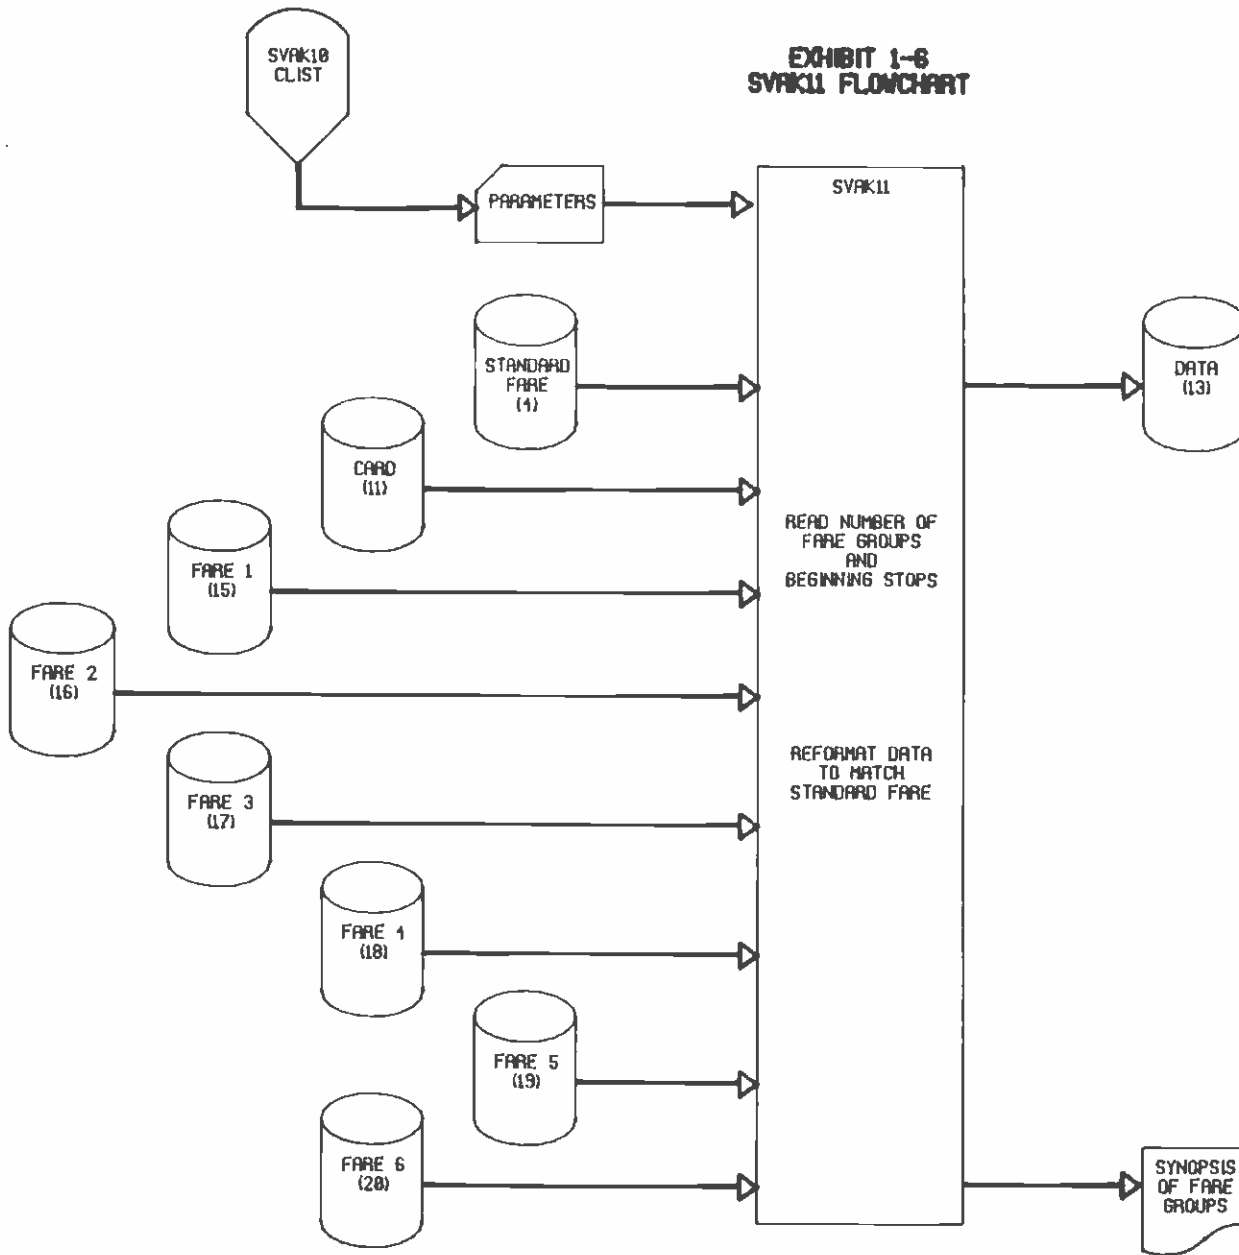 SVAK10
CLIST
EXHIBIT 1-6
SVAK11 FLOWCHART
PARAMETERS
SVAK11
STANDARD
FARE
(4)
DATA
(13)
CARD
(11)
READ NUMBER OF
FARE GROUPS
AND
BEGINNING STOPS
FARE 1
(15)
FARE 2
(16)
REFORMAT DATA
TO MATCH
STANDARD FARE
FARE 3
(17)
FARE 4
(18)
FARE 5
(19)
FARE 6
(20)
SYNOPSIS
OF FARE
GROUPS